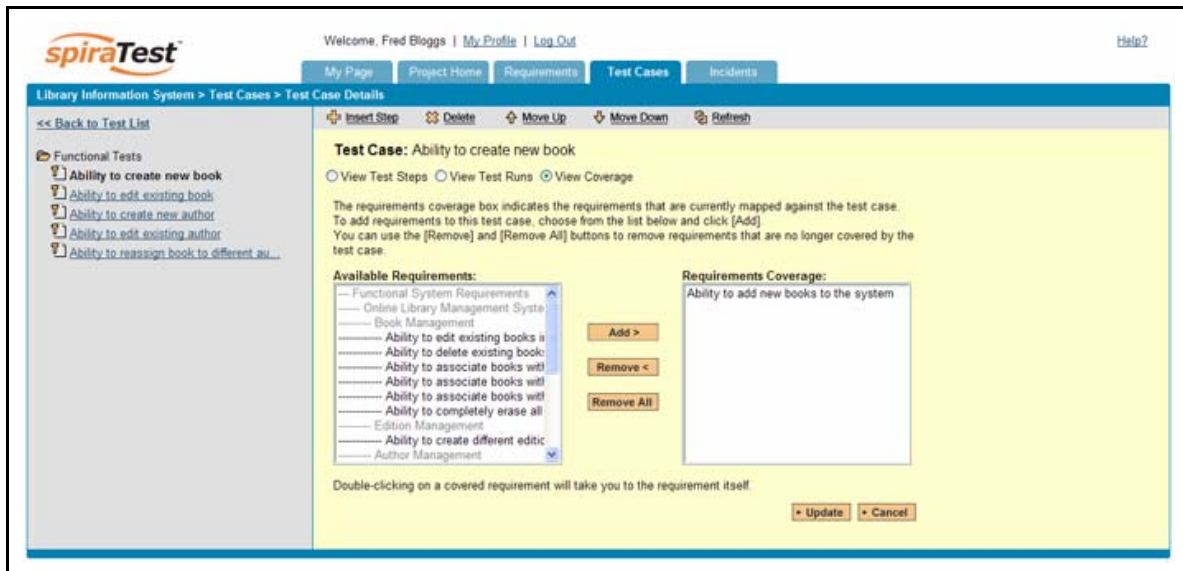 spiraTest
Welcome, Fred Bloggs | My Profile | Log Out
Help?
My Page
Project Home
Requirements
Test Cases
Incidents
Library Information System > Test Cases > Test Case Details
<< Back to Test List
Functional Tests
Ability to create new book
Ability to edit existing book
Ability to create new author
Ability to edit existing author
Ability to reassign book to different au...
Insert Step
Delete
Move Up
Move Down
Refresh
Test Case: Ability to create new book
View Test Steps
View Test Runs
View Coverage
The requirements coverage box indicates the requirements that are currently mapped against the test case.
To add requirements to this test case, choose from the list below and click [Add].
You can use the [Remove] and [Remove All] buttons to remove requirements that are no longer covered by the
test case.
Available Requirements:
--- Functional System Requirements
------ Online Library Management Syste
--------- Book Management
------------ Ability to edit existing books i
------------ Ability to delete existing book
------------ Ability to associate books wit
------------ Ability to associate books wit
------------ Ability to associate books wit
------------ Ability to completely erase all
--------- Edition Management
------------ Ability to create different editic
--------- Author Management
Add >
Remove <
Remove All
Requirements Coverage:
Ability to add new books to the system
Double-clicking on a covered requirement will take you to the requirement itself.
Update
Cancel